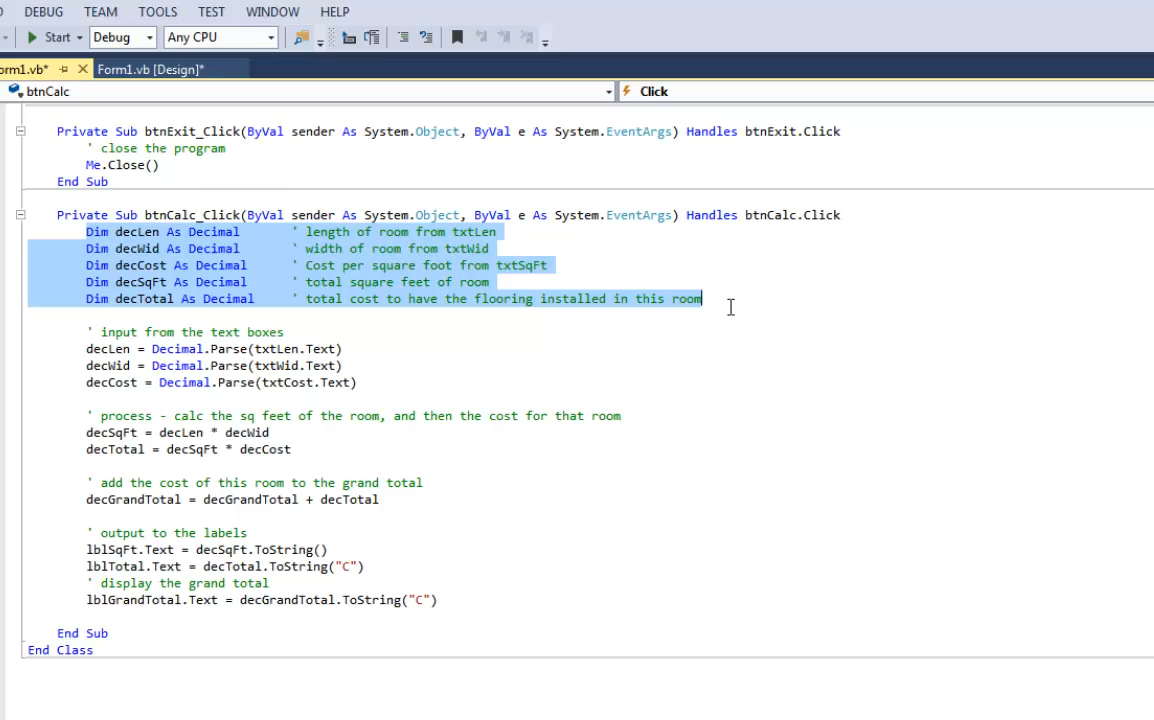 DEBUG TEAM TOOLS TEST WINDOW HELP
Start Debug Any CPU
orm1.vb* Form1.vb [Design]*
btnCalc Click
Private Sub btnExit_Click(ByVal sender As System.Object, ByVal e As System.EventArgs) Handles btnExit.Click
' close the program
Me.Close()
End Sub
Private Sub btnCalc_Click(ByVal sender As System.Object, ByVal e As System.EventArgs) Handles btnCalc.Click
Dim decLen As Decimal ' length of room from txtLen
Dim decWid As Decimal ' width of room from txtWid
Dim decCost As Decimal ' Cost per square foot from txtSqFt
Dim decSqFt As Decimal ' total square feet of room
Dim decTotal As Decimal ' total cost to have the flooring installed in this room
' input from the text boxes
decLen = Decimal.Parse(txtLen.Text)
decWid = Decimal.Parse(txtWid.Text)
decCost = Decimal.Parse(txtCost.Text)
' process - calc the sq feet of the room, and then the cost for that room
decSqFt = decLen * decWid
decTotal = decSqFt * decCost
' add the cost of this room to the grand total
decGrandTotal = decGrandTotal + decTotal
' output to the labels
lblSqFt.Text = decSqFt.ToString()
lblTotal.Text = decTotal.ToString("C")
' display the grand total
lblGrandTotal.Text = decGrandTotal.ToString("C")
End Sub
End Class